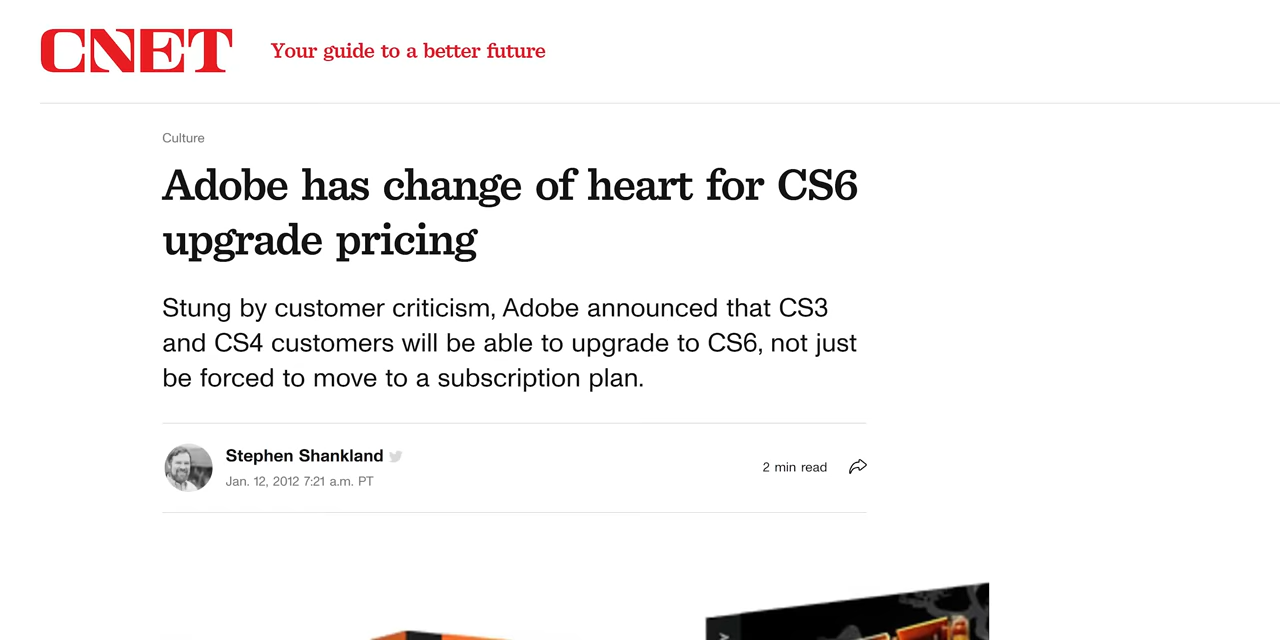 CNET
Your guide to a better future
Culture
Adobe has change of heart for CS6
upgrade pricing
Stung by customer criticism, Adobe announced that CS3
and CS4 customers will be able to upgrade to CS6, not just
be forced to move to a subscription plan.
Stephen Shankland
Jan. 12, 2012 7:21 a.m. PT
2 min read